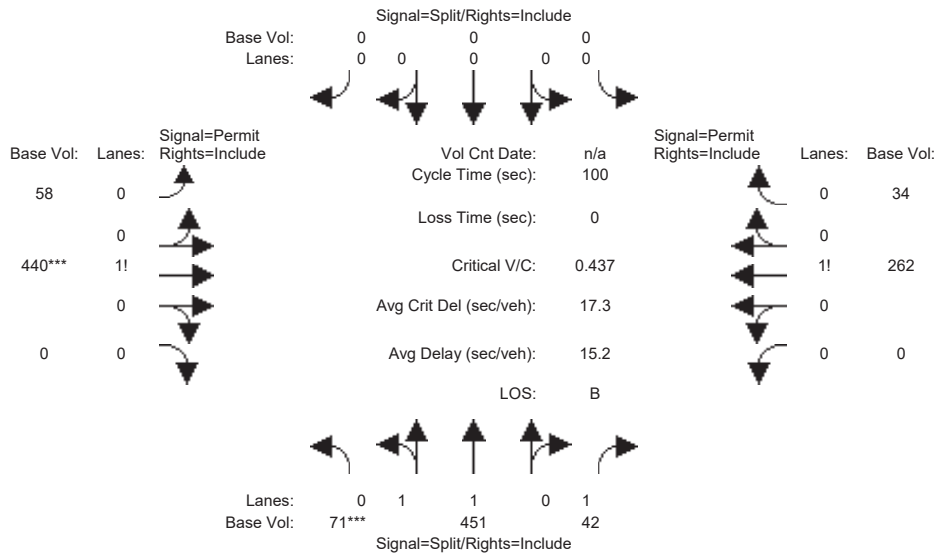 Signal=Split/Rights=Include
Base Vol: 0 0 0
Lanes: 0 0 0 0 0
Signal=Permit
Base Vol: Lanes: Rights=Include
Vol Cnt Date: n/a
Signal=Permit
Rights=Include Lanes: Base Vol:
Cycle Time (sec): 100
58 0
0 34
Loss Time (sec): 0
0
0
440*** 1!
Critical V/C: 0.437
1! 262
0
Avg Crit Del (sec/veh): 17.3
0
0 0
Avg Delay (sec/veh): 15.2
0 0
LOS: B
Lanes: 0 1 1 0 1
Base Vol: 71*** 451 42
Signal=Split/Rights=Include